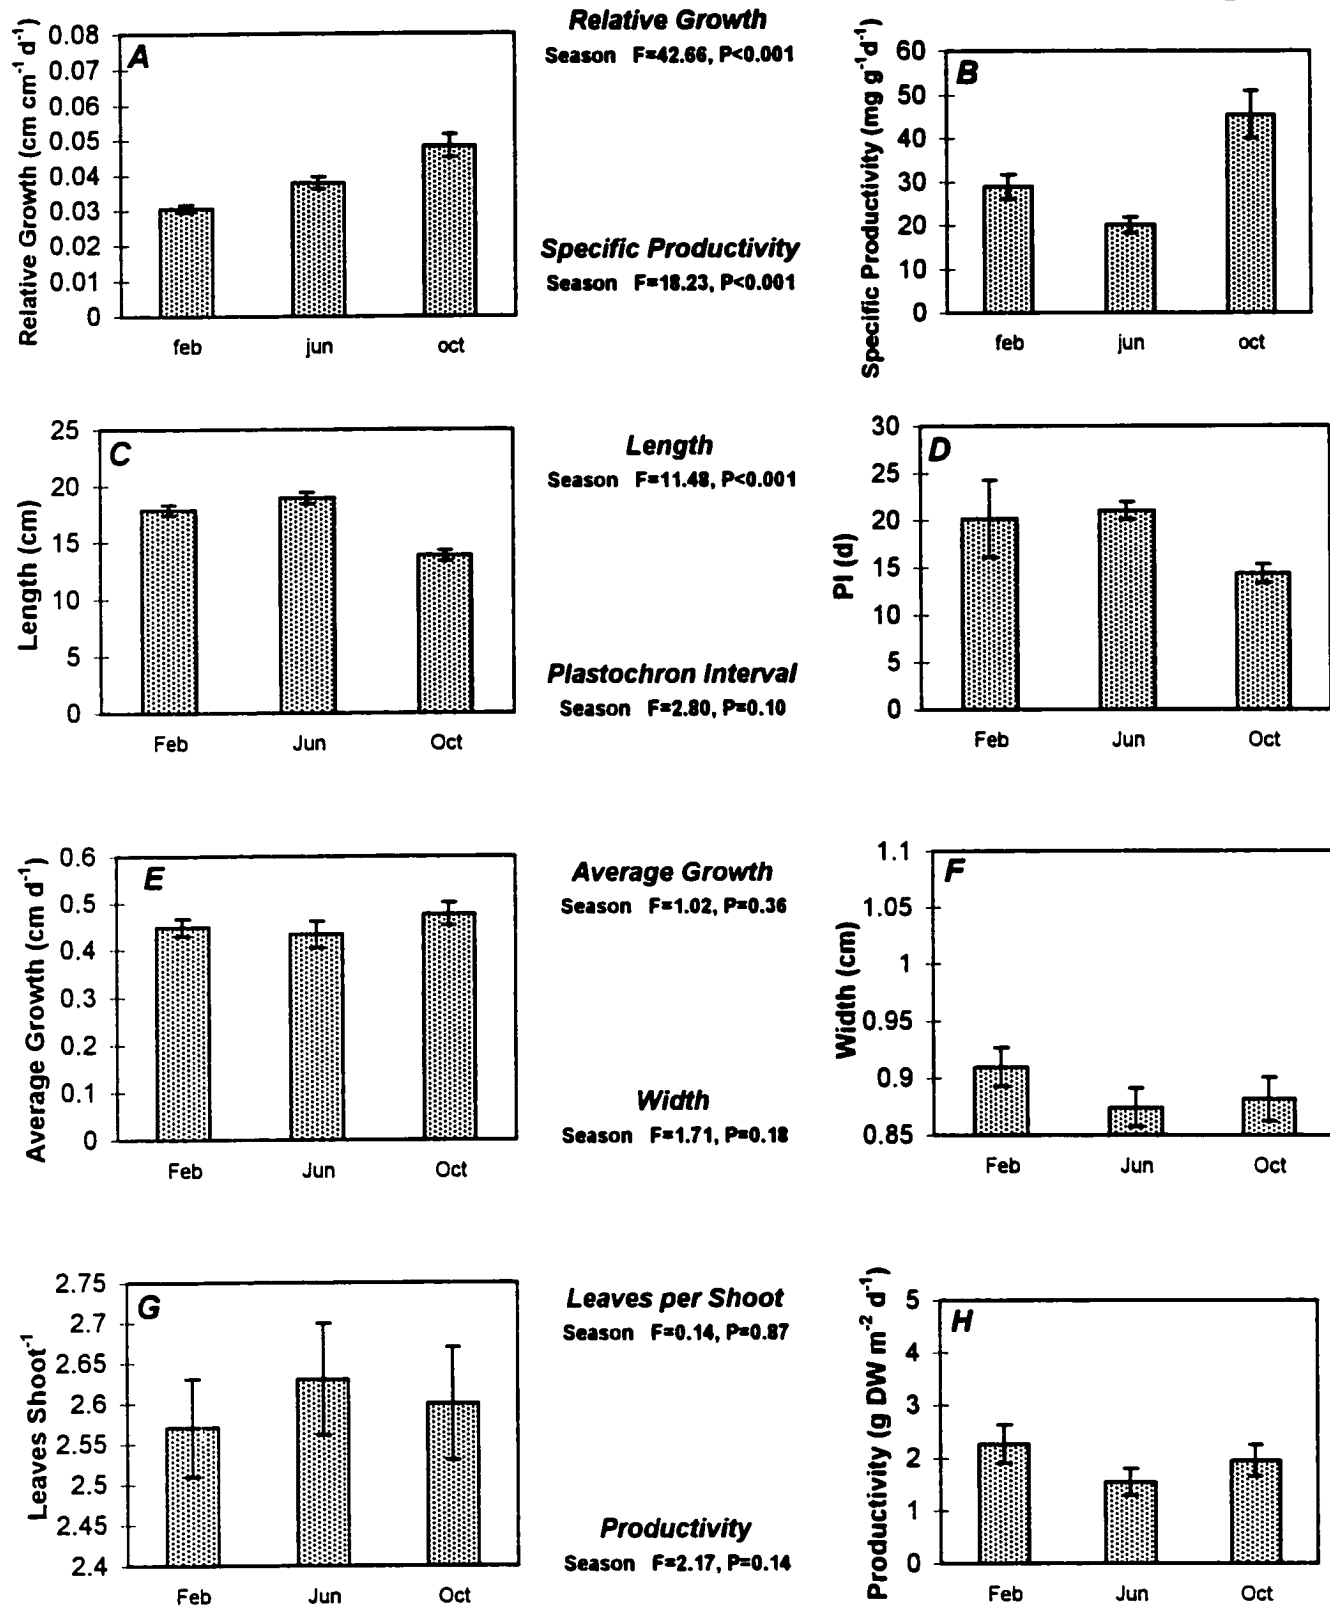 Relative Growth
Season F=42.66, P<0.001
Specific Productivity
Season F=18.23, P<0.001
A
Relative Growth (cm cm⁻¹ d⁻¹)
0.08
0.07
0.06
0.05
0.04
0.03
0.02
0.01
0
feb jun oct
B
Specific Productivity (mg g⁻¹d⁻¹)
60
50
40
30
20
10
0
feb jun oct
Length
Season F=11.48, P<0.001
Plastochron Interval
Season F=2.80, P=0.10
C
Length (cm)
25
20
15
10
5
0
Feb Jun Oct
D
PI (d)
30
25
20
15
10
5
0
Feb Jun Oct
Average Growth
Season F=1.02, P=0.36
Width
Season F=1.71, P=0.18
E
Average Growth (cm d⁻¹)
0.6
0.5
0.4
0.3
0.2
0.1
0
Feb Jun Oct
F
Width (cm)
1.1
1.05
1
0.95
0.9
0.85
Feb Jun Oct
Leaves per Shoot
Season F=0.14, P=0.87
Productivity
Season F=2.17, P=0.14
G
Leaves Shoot⁻¹
2.75
2.7
2.65
2.6
2.55
2.5
2.45
2.4
Feb Jun Oct
H
Productivity (g DW m⁻² d⁻¹)
5
4
3
2
1
0
Feb Jun Oct